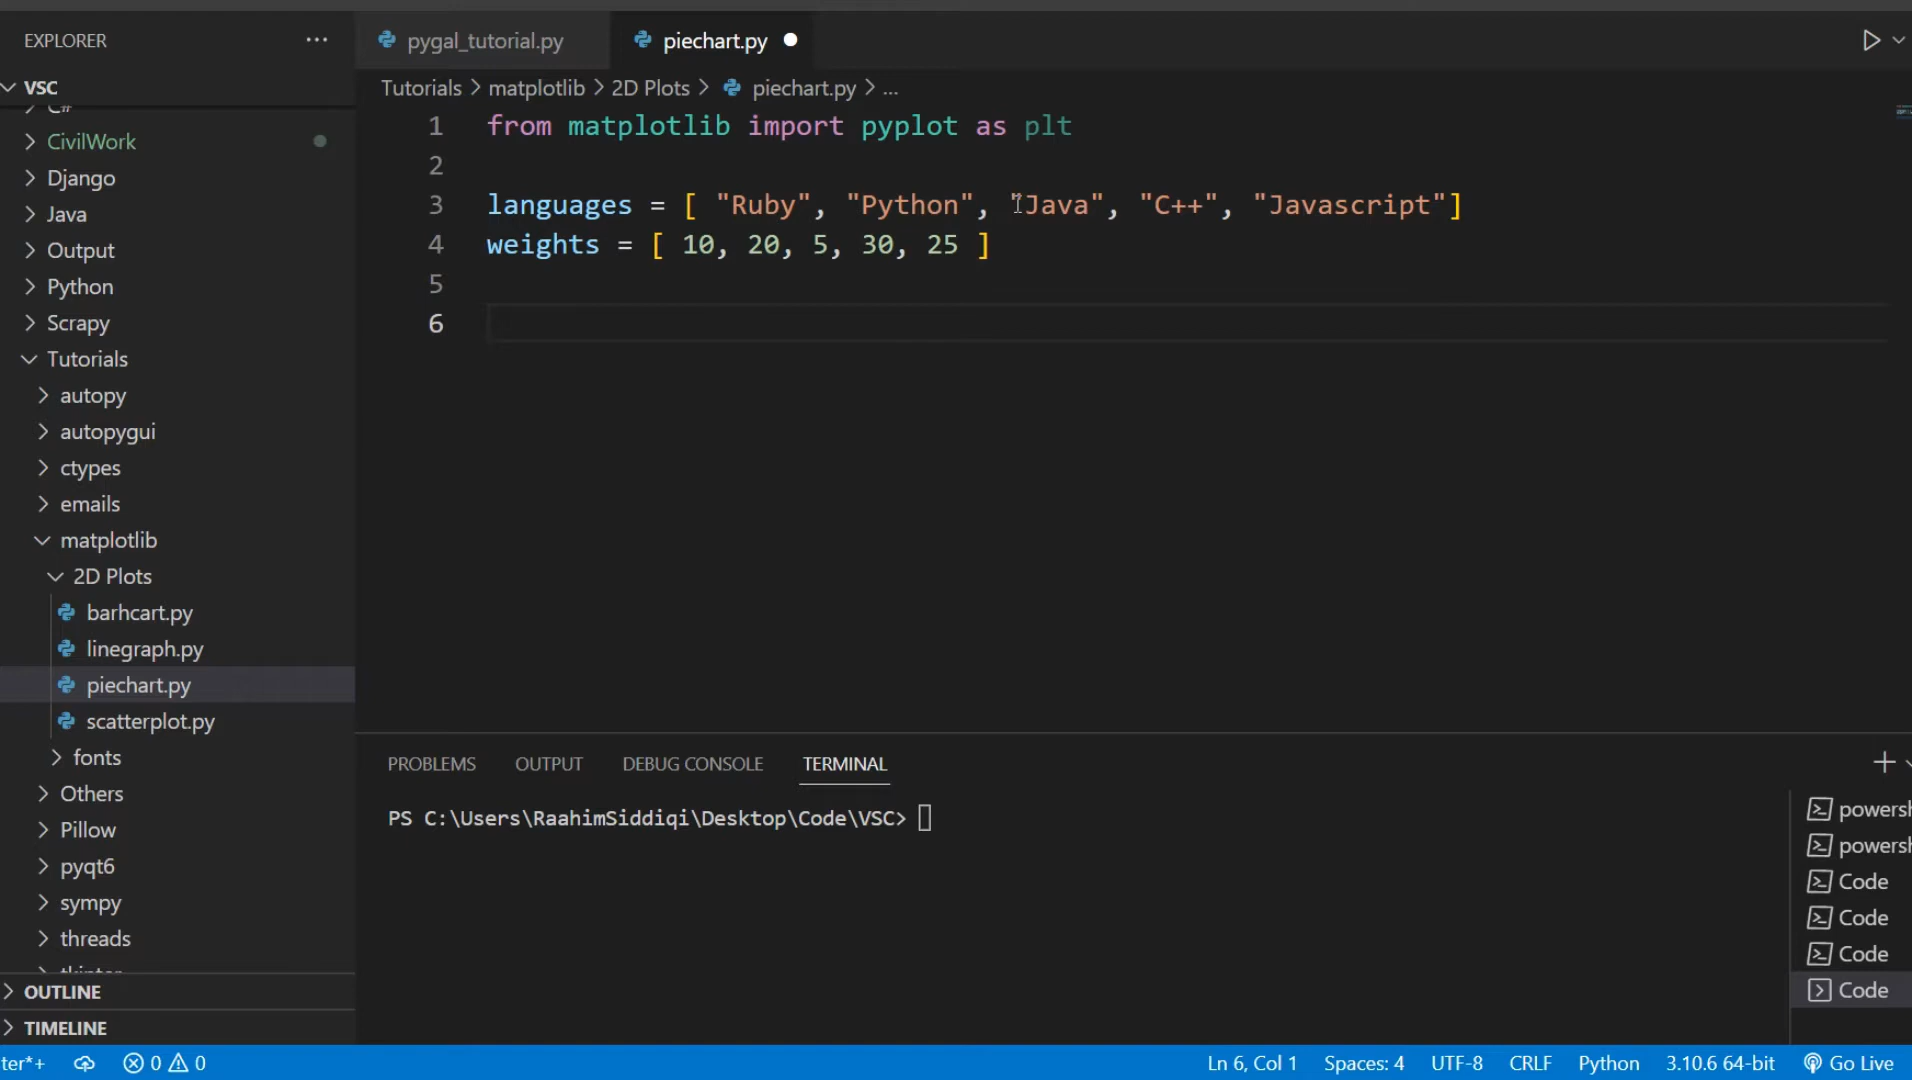 EXPLORER
VSC
C#
CivilWork
Django
Java
Output
Python
Scrapy
Tutorials
autopy
autopygui
ctypes
emails
matplotlib
2D Plots
barhcart.py
linegraph.py
piechart.py
scatterplot.py
fonts
Others
Pillow
pyqt6
sympy
threads
tkinter
OUTLINE
TIMELINE
pygal_tutorial.py
piechart.py
Tutorials > matplotlib > 2D Plots > piechart.py > ...
1 from matplotlib import pyplot as plt
2
3 languages = [ "Ruby", "Python", "Java", "C++", "Javascript"]
4 weights = [ 10, 20, 5, 30, 25 ]
5
6
PROBLEMS OUTPUT DEBUG CONSOLE TERMINAL
PS C:\Users\RaahimSiddiqi\Desktop\Code\VSC>
powersh
powersh
Code
Code
Code
Code
ter*+ 0 0 Ln 6, Col 1 Spaces: 4 UTF-8 CRLF Python 3.10.6 64-bit Go Live